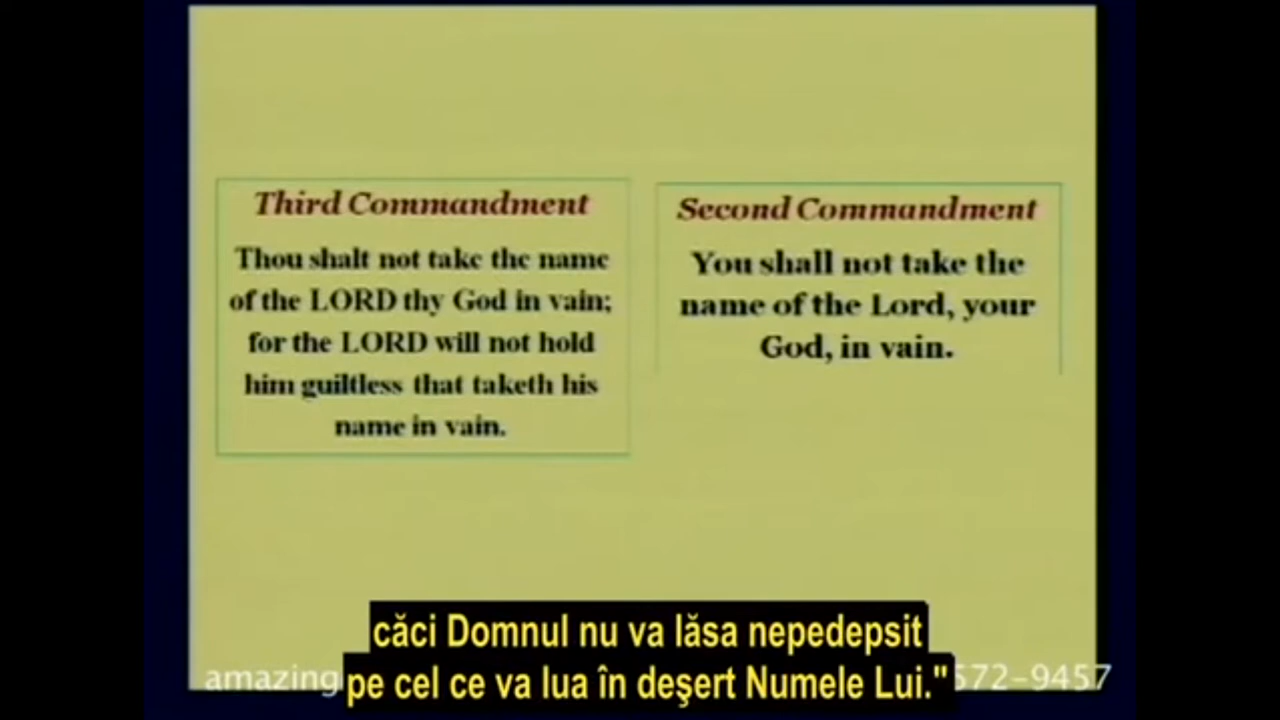 Third Commandment
Thou shalt not take the name
of the LORD thy God in vain;
for the LORD will not hold
him guiltless that taketh his
name in vain.
Second Commandment
You shall not take the
name of the Lord, your
God, in vain.
căci Domnul nu va lăsa nepedepsit
pe cel ce va lua în deşert Numele Lui."
amazing
572-9457